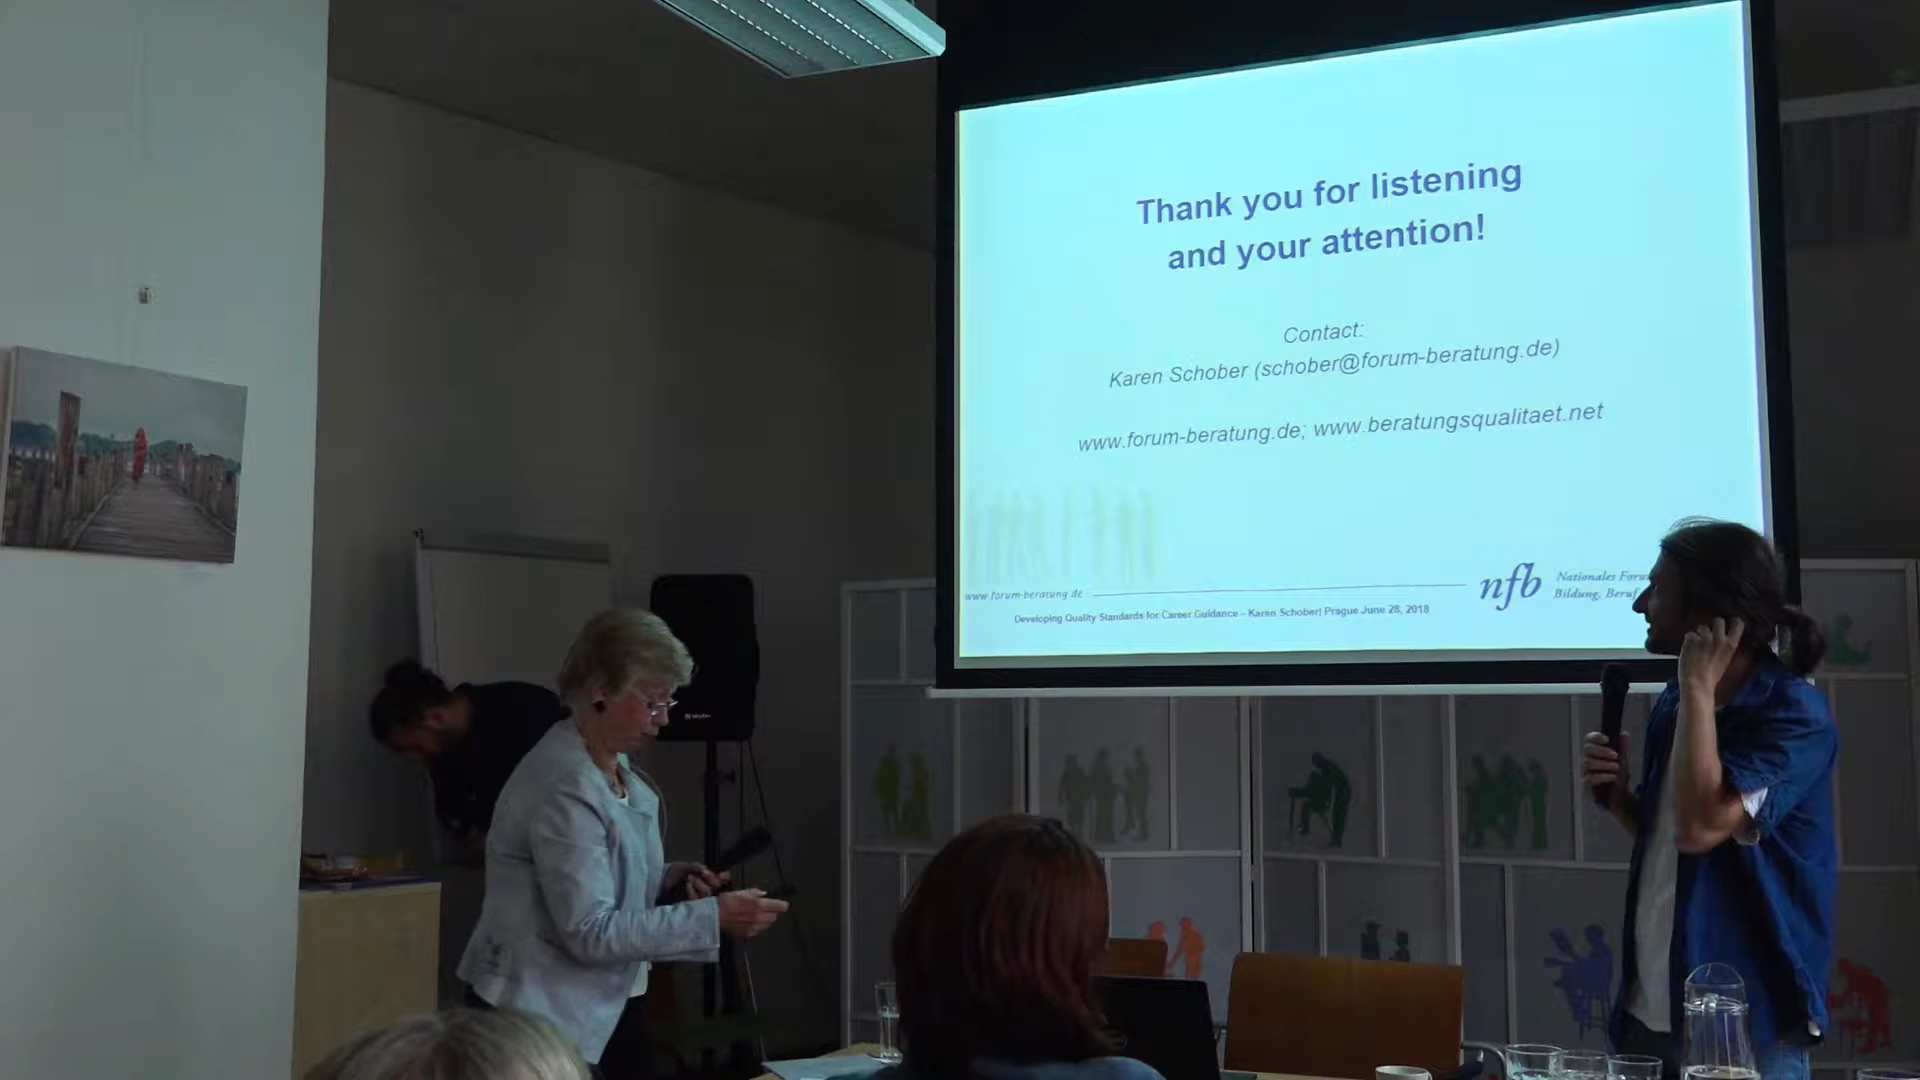 Thank you for listening
and your attention!
Contact:
Karen Schober (schober@forum-beratung.de)
www.forum-beratung.de; www.beratungsqualitaet.net
www.forum-beratung.de
nfb
Nationales
Bildung, Beruf
Developing Quality Standards for Career Guidance – Karen Schober| Prague June 28, 2018